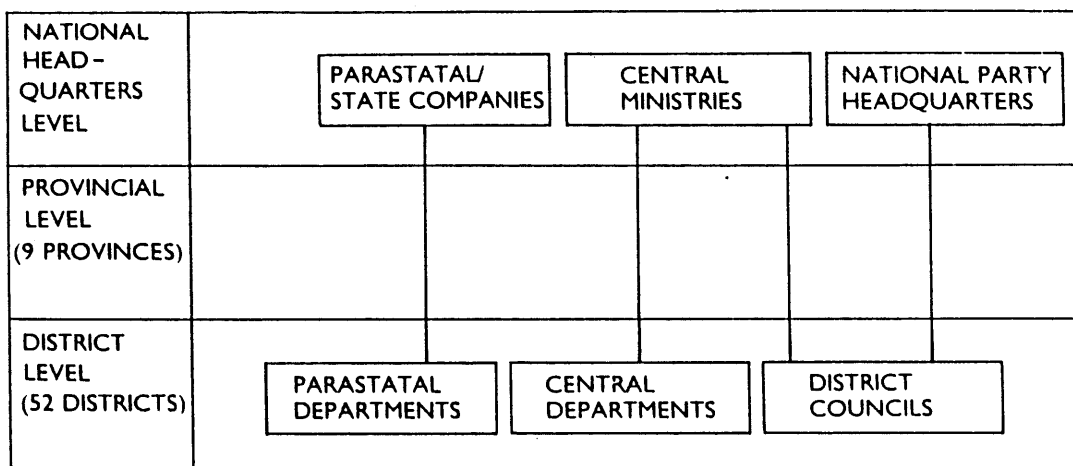 NATIONAL
HEAD-
QUARTERS
LEVEL
PARASTATAL/
STATE COMPANIES
CENTRAL
MINISTRIES
NATIONAL PARTY
HEADQUARTERS
PROVINCIAL
LEVEL
(9 PROVINCES)
DISTRICT
LEVEL
(52 DISTRICTS)
PARASTATAL
DEPARTMENTS
CENTRAL
DEPARTMENTS
DISTRICT
COUNCILS